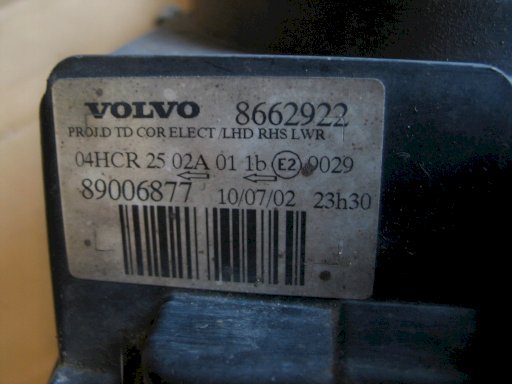 VOLVO 8662922
PROJ.D TD COR ELECT /LHD RHS LWR
04HCR 25 02A 01 1b E2 9029
89006877 10/07/02 23h30